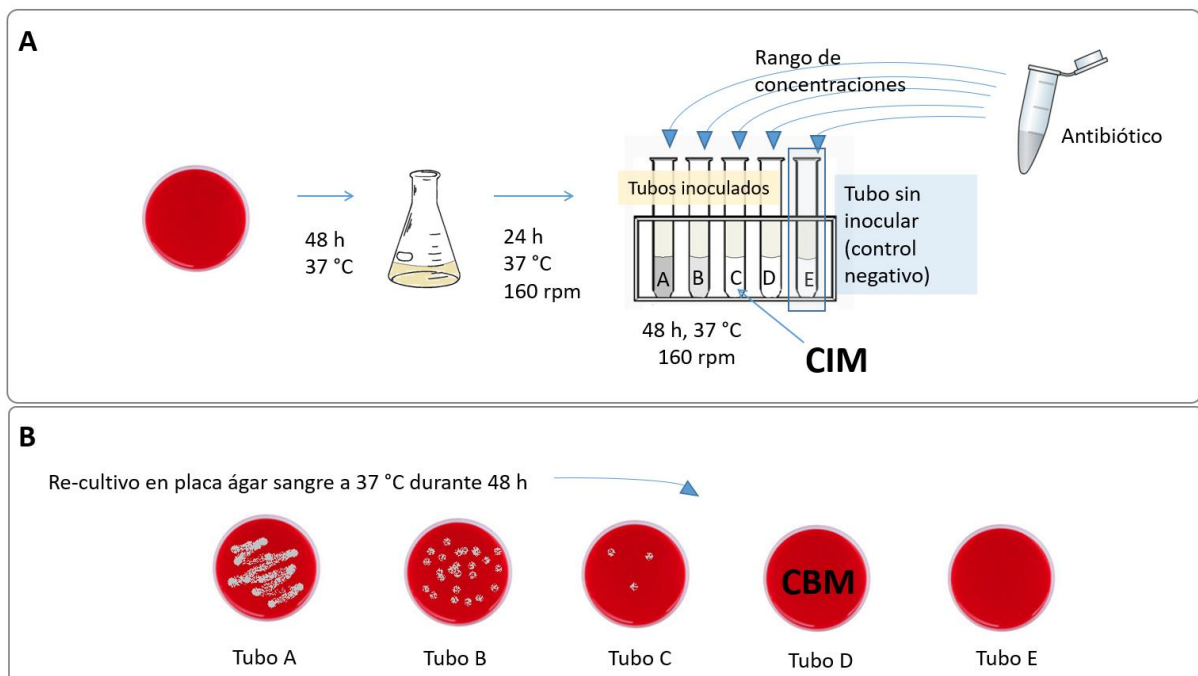 A
Rango de
concentraciones
Antibiótico
Tubos inoculados
Tubo sin
inocular
(control
negativo)
48 h
37 °C
24 h
37 °C
160 rpm
A B C D E
48 h, 37 °C
160 rpm
CIM
B
Re-cultivo en placa ágar sangre a 37 °C durante 48 h
CBM
Tubo A Tubo B Tubo C Tubo D Tubo E